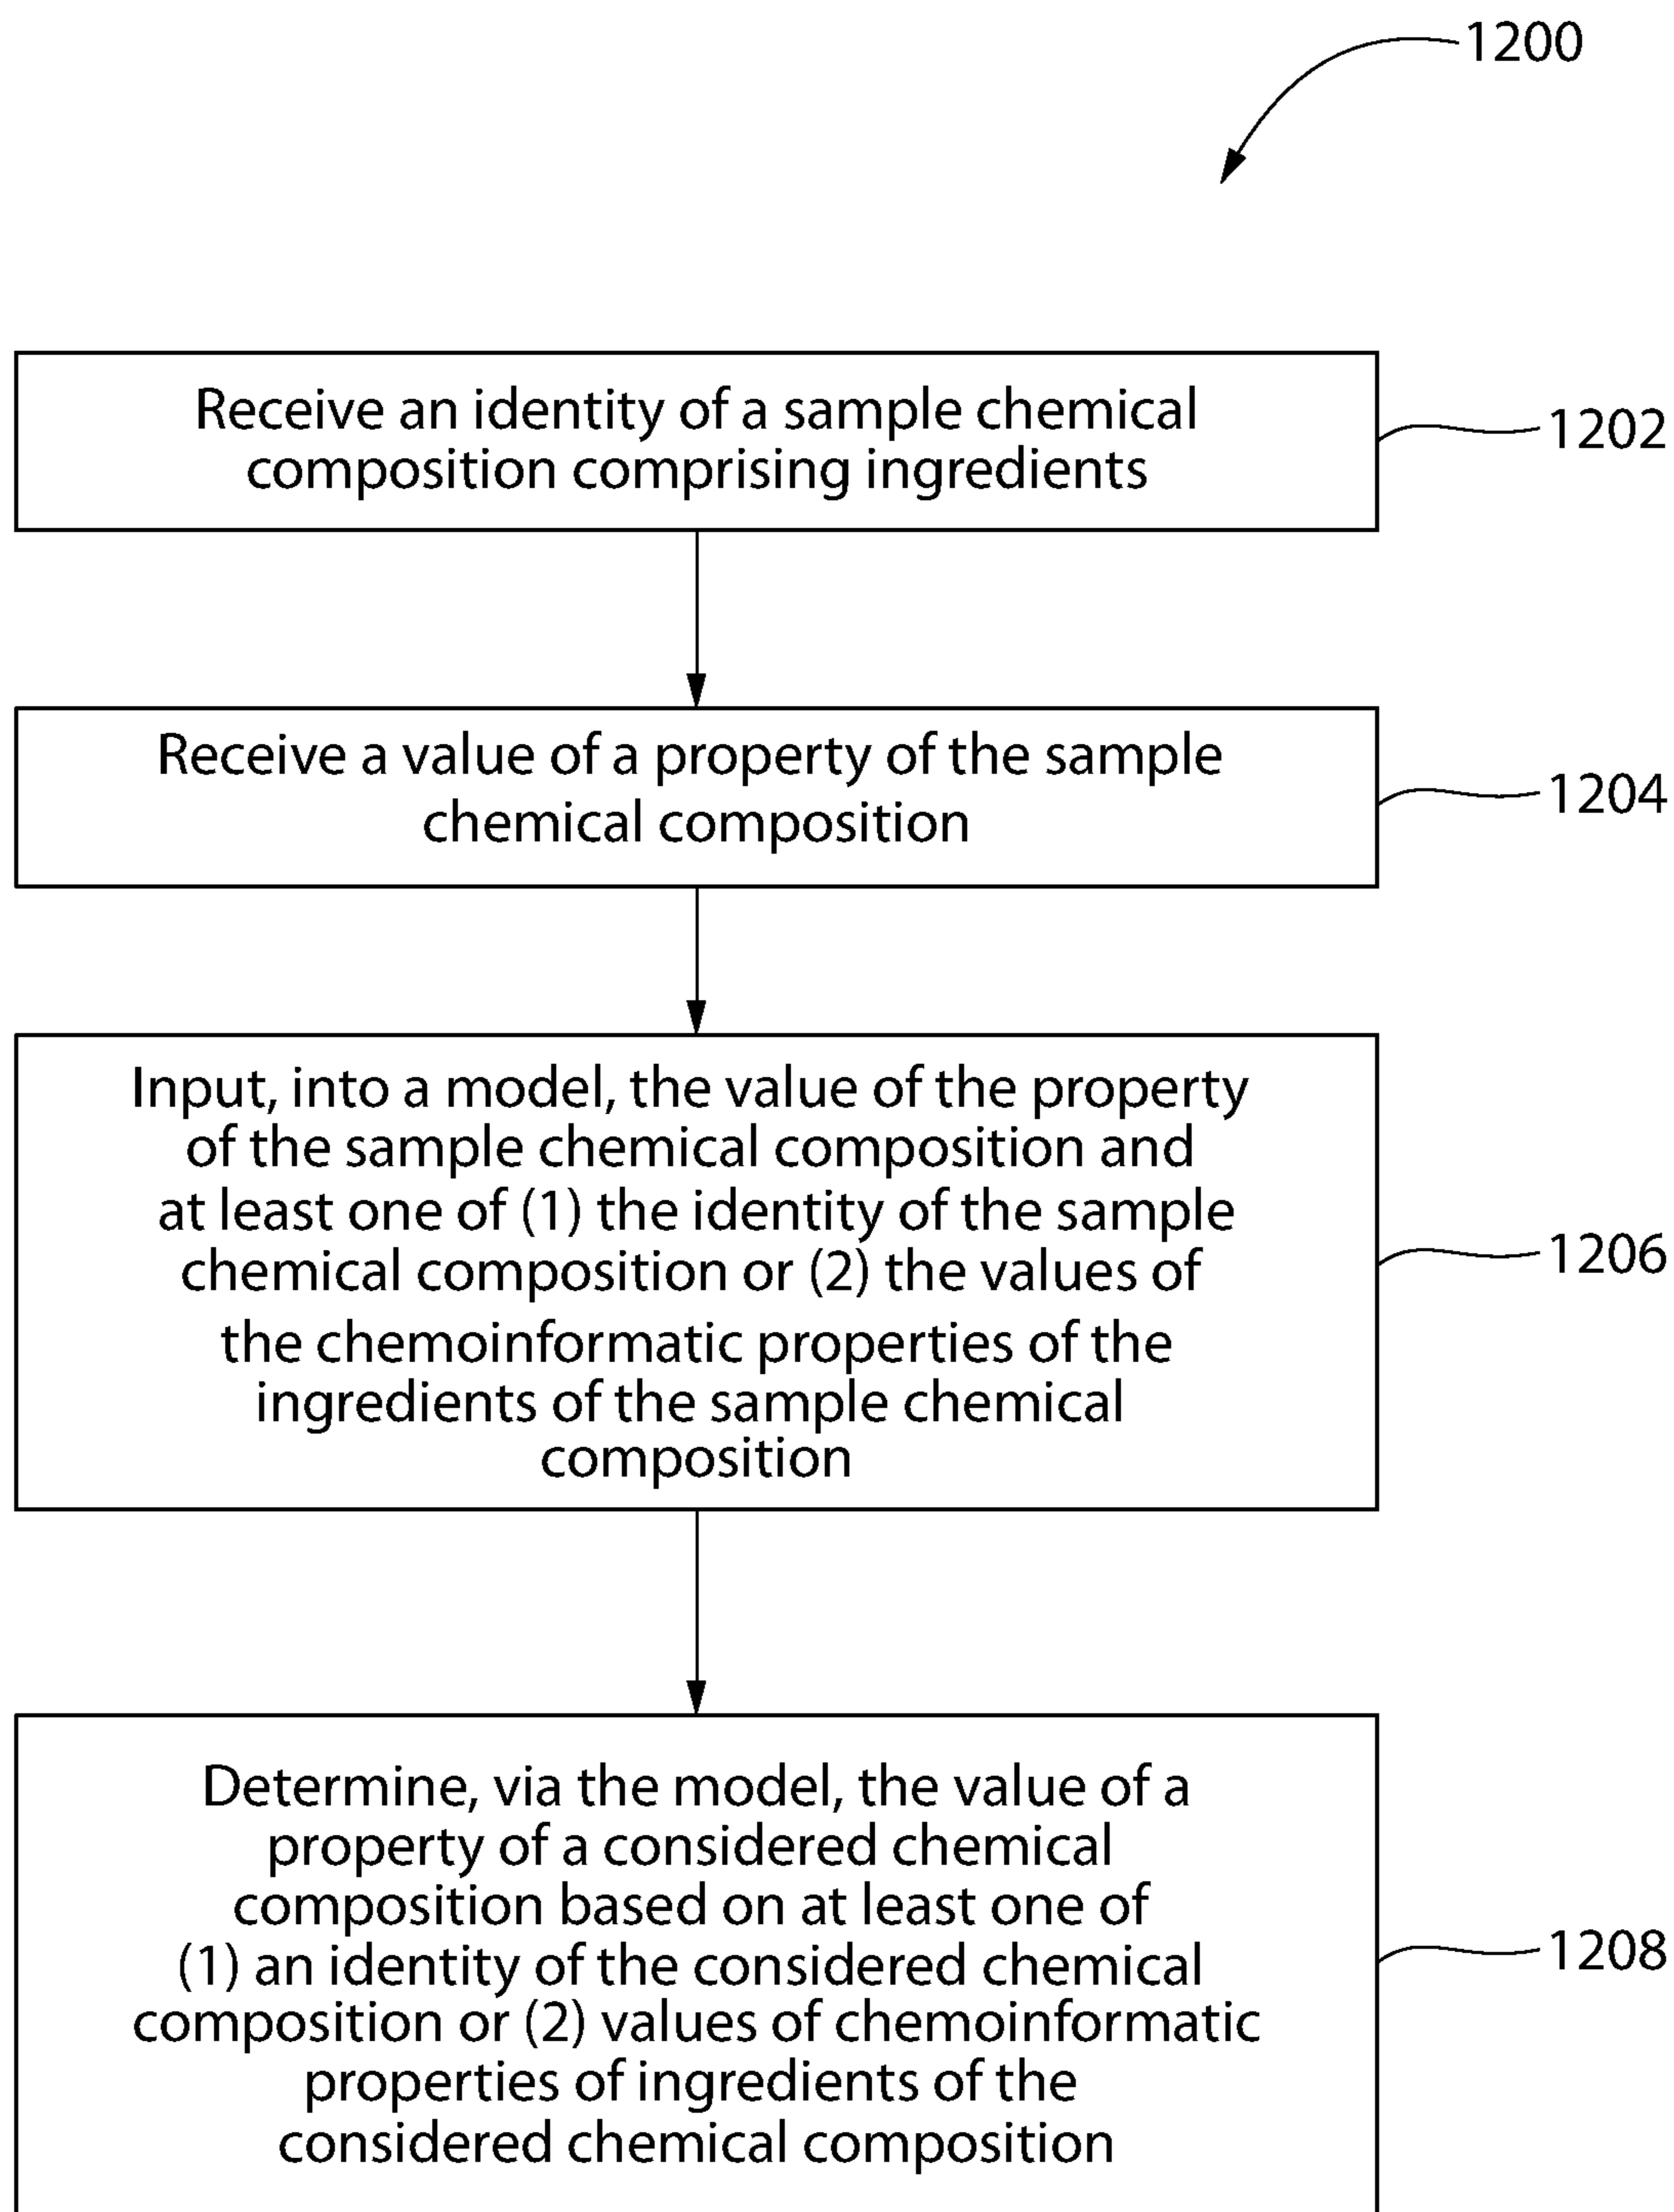 1200
Receive an identity of a sample chemical
composition comprising ingredients
1202
Receive a value of a property of the sample
chemical composition
1204
Input, into a model, the value of the property
of the sample chemical composition and
at least one of (1) the identity of the sample
chemical composition or (2) the values of
the chemoinformatic properties of the
ingredients of the sample chemical
composition
1206
Determine, via the model, the value of a
property of a considered chemical
composition based on at least one of
(1) an identity of the considered chemical
composition or (2) values of chemoinformatic
properties of ingredients of the
considered chemical composition
1208